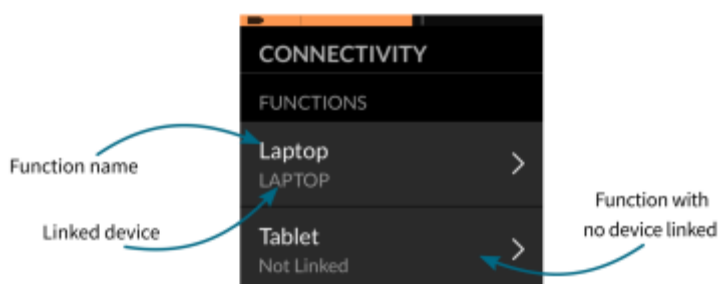 CONNECTIVITY
FUNCTIONS
Laptop
LAPTOP
Function name
Linked device
Tablet
Not Linked
Function with
no device linked